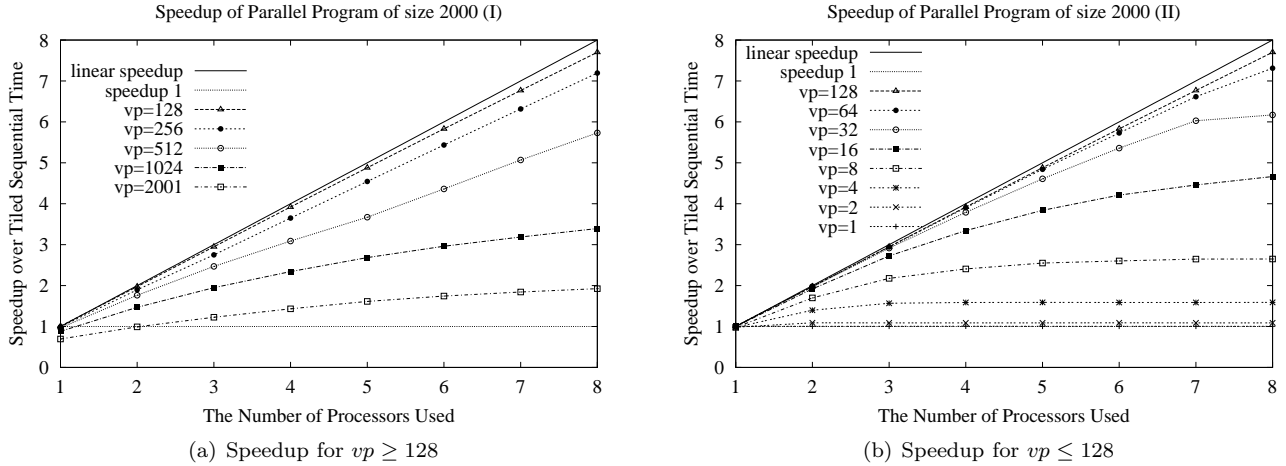 Speedup of Parallel Program of size 2000 (I)
Speedup over Tiled Sequential Time
8
7
6
5
4
3
2
1
0
linear speedup
speedup 1
vp=128
vp=256
vp=512
vp=1024
vp=2001
1 2 3 4 5 6 7 8
The Number of Processors Used
(a) Speedup for vp ≥ 128
Speedup of Parallel Program of size 2000 (II)
Speedup over Tiled Sequential Time
8
7
6
5
4
3
2
1
0
linear speedup
speedup 1
vp=128
vp=64
vp=32
vp=16
vp=8
vp=4
vp=2
vp=1
1 2 3 4 5 6 7 8
The Number of Processors Used
(b) Speedup for vp ≤ 128